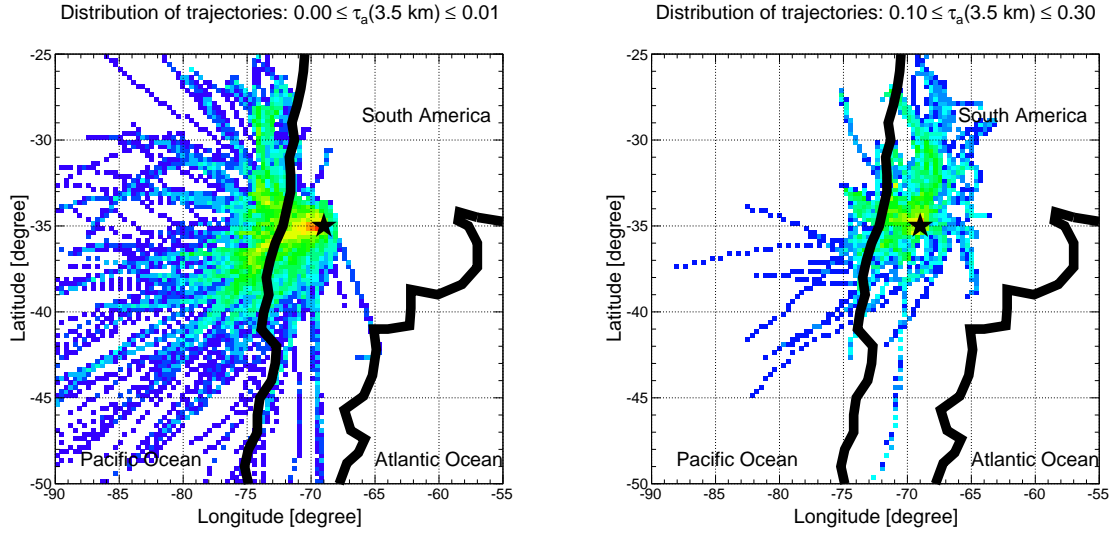 Distribution of trajectories: 0.00 ≤ τa(3.5 km) ≤ 0.01
-25
-30
-35
-40
-45
-50
Latitude [degree]
South America
Pacific Ocean
Atlantic Ocean
-90 -85 -80 -75 -70 -65 -60 -55
Longitude [degree]
Distribution of trajectories: 0.10 ≤ τa(3.5 km) ≤ 0.30
-25
-30
-35
-40
-45
-50
Latitude [degree]
South America
Pacific Ocean
Atlantic Ocean
-90 -85 -80 -75 -70 -65 -60 -55
Longitude [degree]